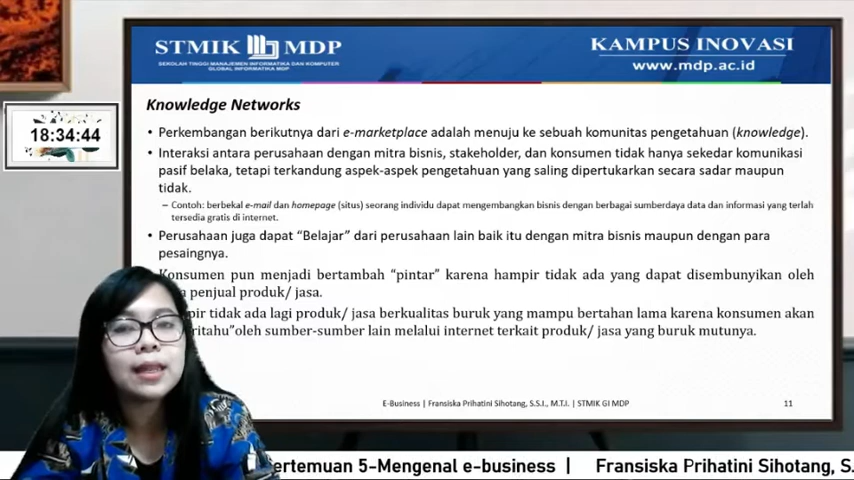 STMIK MDP
SEKOLAH TINGGI MANAJEMEN INFORMATIKA DAN KOMPUTER
GLOBAL INFORMATIKA MDP
KAMPUS INOVASI
www.mdp.ac.id
18:34:44
Knowledge Networks
• Perkembangan berikutnya dari e-marketplace adalah menuju ke sebuah komunitas pengetahuan (knowledge).
• Interaksi antara perusahaan dengan mitra bisnis, stakeholder, dan konsumen tidak hanya sekedar komunikasi
pasif belaka, tetapi terkandung aspek-aspek pengetahuan yang saling dipertukarkan secara sadar maupun
tidak.
– Contoh: berbekal e-mail dan homepage (situs) seorang individu dapat mengembangkan bisnis dengan berbagai sumberdaya data dan informasi yang terlah
tersedia gratis di internet.
• Perusahaan juga dapat “Belajar” dari perusahaan lain baik itu dengan mitra bisnis maupun dengan para
pesaingnya.
Konsumen pun menjadi bertambah “pintar” karena hampir tidak ada yang dapat disembunyikan oleh
penjual produk/ jasa.
tidak ada lagi produk/ jasa berkualitas buruk yang mampu bertahan lama karena konsumen akan
oleh sumber-sumber lain melalui internet terkait produk/ jasa yang buruk mutunya.
E-Business | Fransiska Prihatini Sihotang, S.S.I., M.T.I. | STMIK GI MDP
11
ertemuan 5-Mengenal e-business | Fransiska Prihatini Sihotang, S.